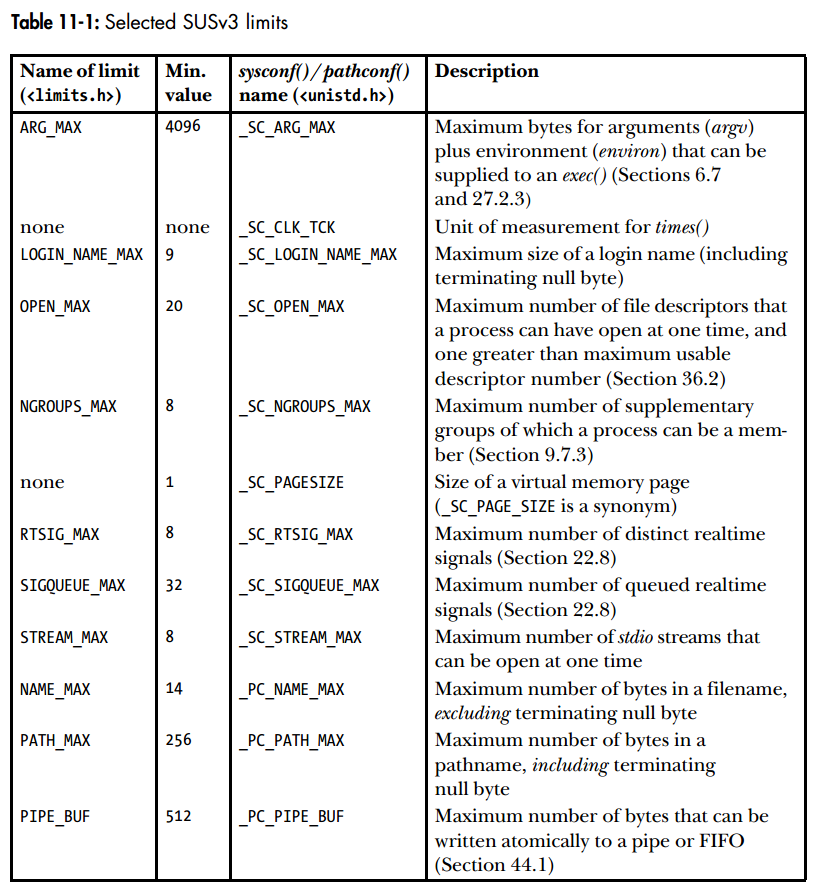 Table 11-1: Selected SUSv3 limits
Name of limit (<limits.h>) Min. value sysconf() / pathconf() name (<unistd.h>) Description
ARG_MAX 4096 _SC_ARG_MAX Maximum bytes for arguments (argv)
plus environment (environ) that can be
supplied to an exec() (Sections 6.7
and 27.2.3)
none none _SC_CLK_TCK Unit of measurement for times()
LOGIN_NAME_MAX 9 _SC_LOGIN_NAME_MAX Maximum size of a login name (including
terminating null byte)
OPEN_MAX 20 _SC_OPEN_MAX Maximum number of file descriptors that
a process can have open at one time, and
one greater than maximum usable
descriptor number (Section 36.2)
NGROUPS_MAX 8 _SC_NGROUPS_MAX Maximum number of supplementary
groups of which a process can be a mem-
ber (Section 9.7.3)
none 1 _SC_PAGESIZE Size of a virtual memory page
(_SC_PAGE_SIZE is a synonym)
RTSIG_MAX 8 _SC_RTSIG_MAX Maximum number of distinct realtime
signals (Section 22.8)
SIGQUEUE_MAX 32 _SC_SIGQUEUE_MAX Maximum number of queued realtime
signals (Section 22.8)
STREAM_MAX 8 _SC_STREAM_MAX Maximum number of stdio streams that
can be open at one time
NAME_MAX 14 _PC_NAME_MAX Maximum number of bytes in a filename,
excluding terminating null byte
PATH_MAX 256 _PC_PATH_MAX Maximum number of bytes in a
pathname, including terminating
null byte
PIPE_BUF 512 _PC_PIPE_BUF Maximum number of bytes that can be
written atomically to a pipe or FIFO
(Section 44.1)